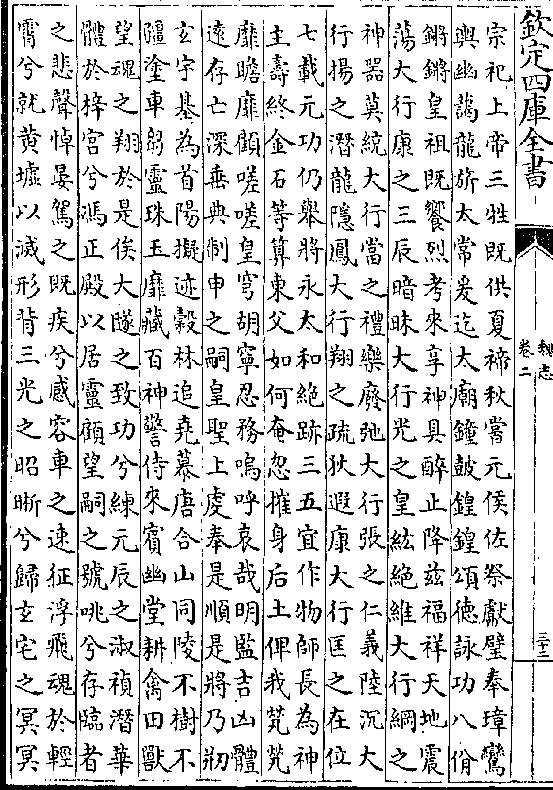 欽定四庫全書
魏志
卷二
三十二
宗祀上帝三牲既供夏禘秋嘗元侯佐祭獻璧奉璋鸞
輿幽藹龍旂太常爰迄太廟鐘鼓鍠鍠頌德詠功八佾
鏘鏘皇祖既饗烈考來享神具醉止降兹福祥天地震
蕩大行康之三辰暗昧大行光之皇紘絶維大行綱之
神器莫統大行當之禮樂廢弛大行張之仁義陸沉大
行揚之潛龍隱鳳大行翔之疏狄遐康大行匡之在位
七載元功仍舉將永太和絶跡三五宜作物師長為神
主壽終金石等算東父如何奄忽摧身后土俾我煢煢
靡瞻靡顧嗟嗟皇穹胡寧忍務嗚呼哀哉明監吉凶體
逺存亡深垂典制申之嗣皇聖上虔奉是順是將乃剏
玄宇基為首陽擬迹穀林追堯慕唐合山同陵不樹不
疆塗車芻靈珠玉靡藏百神警侍來賓幽堂耕禽田獸
望魂之翔於是俟大隧之致功兮練元辰之淑禎潛華
體於梓宮兮馮正殿以居靈顧望嗣之號咷兮存臨者
之悲聲悼晏駕之既疾兮感容車之速征浮飛魂於輕
霄兮就黄墟以滅形背三光之昭晰兮歸玄宅之冥冥